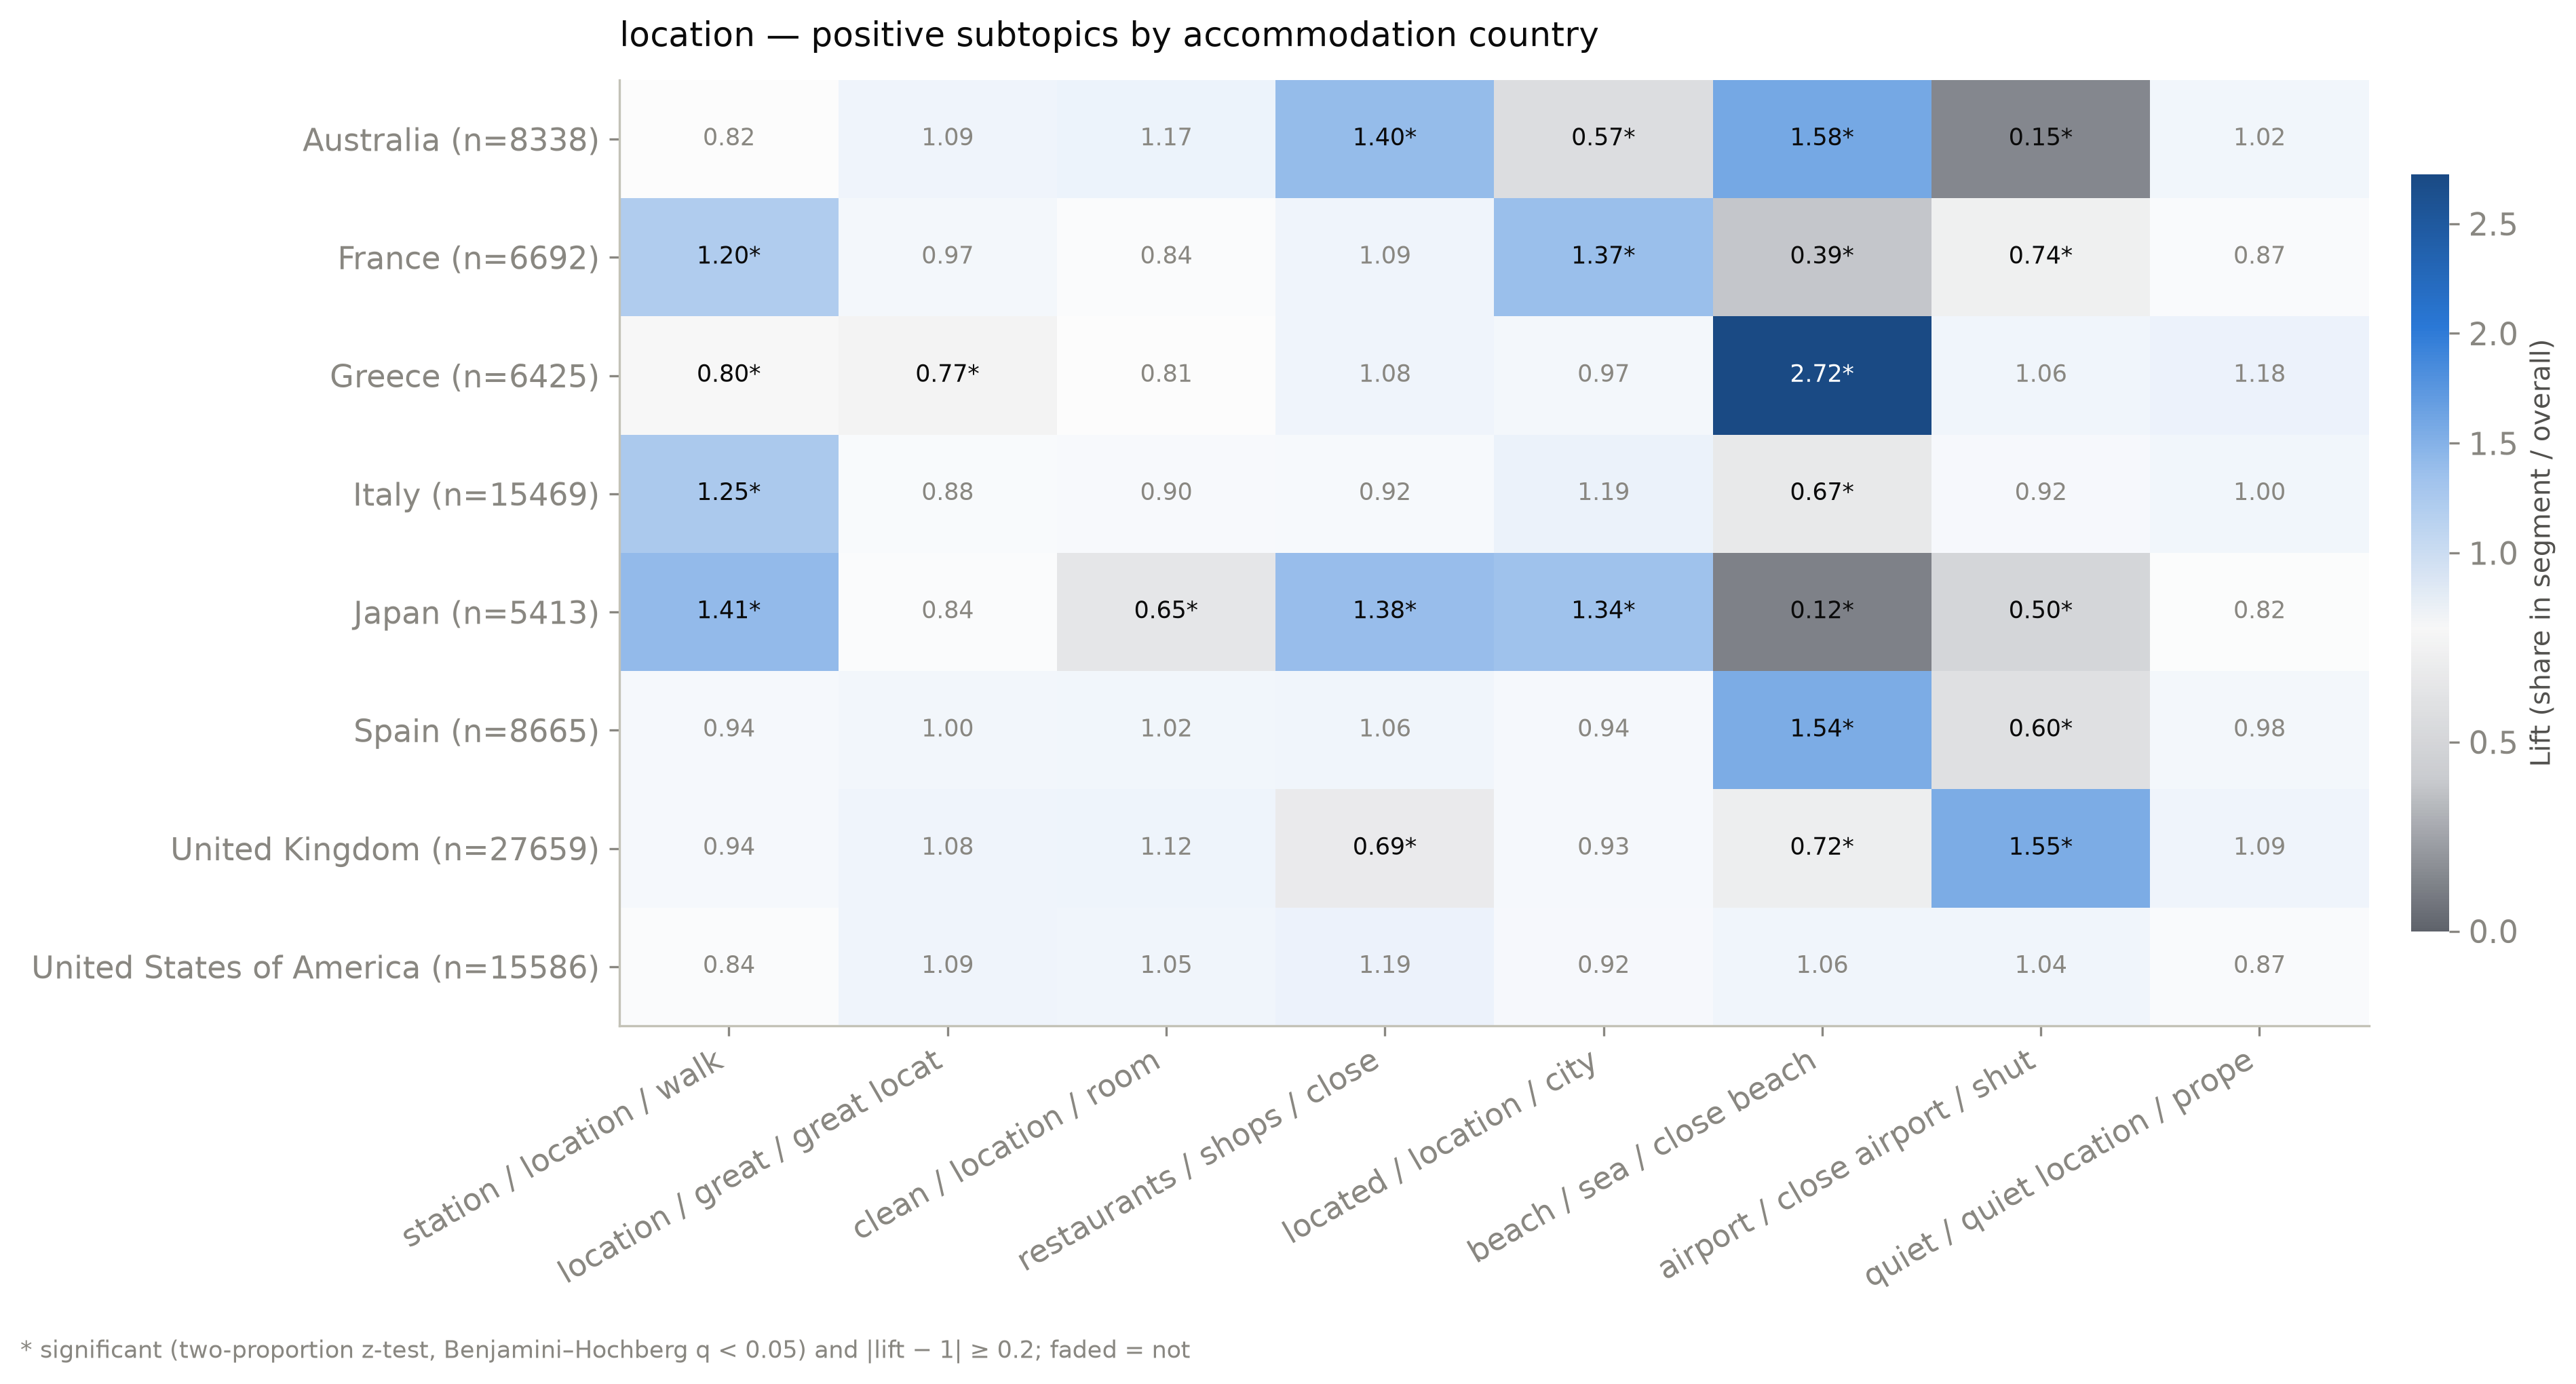 location — positive subtopics by accommodation country
Australia (n=8338) 0.82 1.09 1.17 1.40* 0.57* 1.58* 0.15* 1.02
France (n=6692) 1.20* 0.97 0.84 1.09 1.37* 0.39* 0.74* 0.87
Greece (n=6425) 0.80* 0.77* 0.81 1.08 0.97 2.72* 1.06 1.18
Italy (n=15469) 1.25* 0.88 0.90 0.92 1.19 0.67* 0.92 1.00
Japan (n=5413) 1.41* 0.84 0.65* 1.38* 1.34* 0.12* 0.50* 0.82
Spain (n=8665) 0.94 1.00 1.02 1.06 0.94 1.54* 0.60* 0.98
United Kingdom (n=27659) 0.94 1.08 1.12 0.69* 0.93 0.72* 1.55* 1.09
United States of America (n=15586) 0.84 1.09 1.05 1.19 0.92 1.06 1.04 0.87
station / location / walk
location / great / great locat
clean / location / room
restaurants / shops / close
located / location / city
beach / sea / close beach
airport / close airport / shut
quiet / quiet location / prope
2.5
2.0
1.5
1.0
0.5
0.0
Lift (share in segment / overall)
* significant (two-proportion z-test, Benjamini–Hochberg q < 0.05) and |lift − 1| ≥ 0.2; faded = not